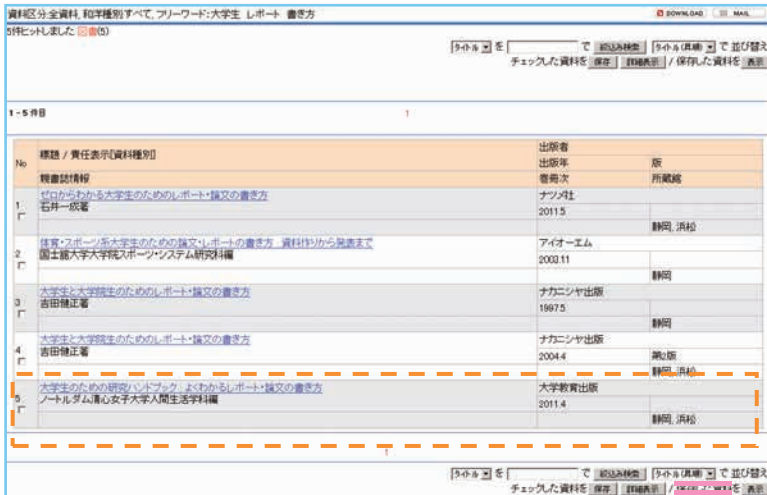 資料区分:全資料, 和洋種別すべて, フリーワード:大学生 レポート 書き方
DOWNLOAD MAIL
5件ヒットしました 図書(5)
タイトル を で 絞込み検索 タイトル(昇順) で 並び替え
チェックした資料を 保存 詳細表示 / 保存した資料を 表示
1 - 5 件目 1
No 標題 / 責任表示[資料種別] 出版者
出版年 版
親書誌情報 巻冊次 所蔵館
1 ゼロからわかる大学生のためのレポート・論文の書き方 ナツメ社
石井一成著 2011.5
静岡, 浜松
2 体育・スポーツ系大学生のための論文・レポートの書き方 資料作りから発表まで アイオーエム
国士舘大学大学院スポーツ・システム研究科編 2003.11
静岡
3 大学生と大学院生のためのレポート・論文の書き方 ナカニシヤ出版
吉田健正著 1997.5
静岡
4 大学生と大学院生のためのレポート・論文の書き方 ナカニシヤ出版
吉田健正著 2004.4 第2版
静岡, 浜松
5 大学生のための研究ハンドブック よくわかるレポート・論文の書き方 大学教育出版
ノートルダム清心女子大学人間生活学科編 2011.4
静岡, 浜松
1
タイトル を で 絞込み検索 タイトル(昇順) で 並び替え
チェックした資料を 保存 詳細表示 / 保存した資料を 表示